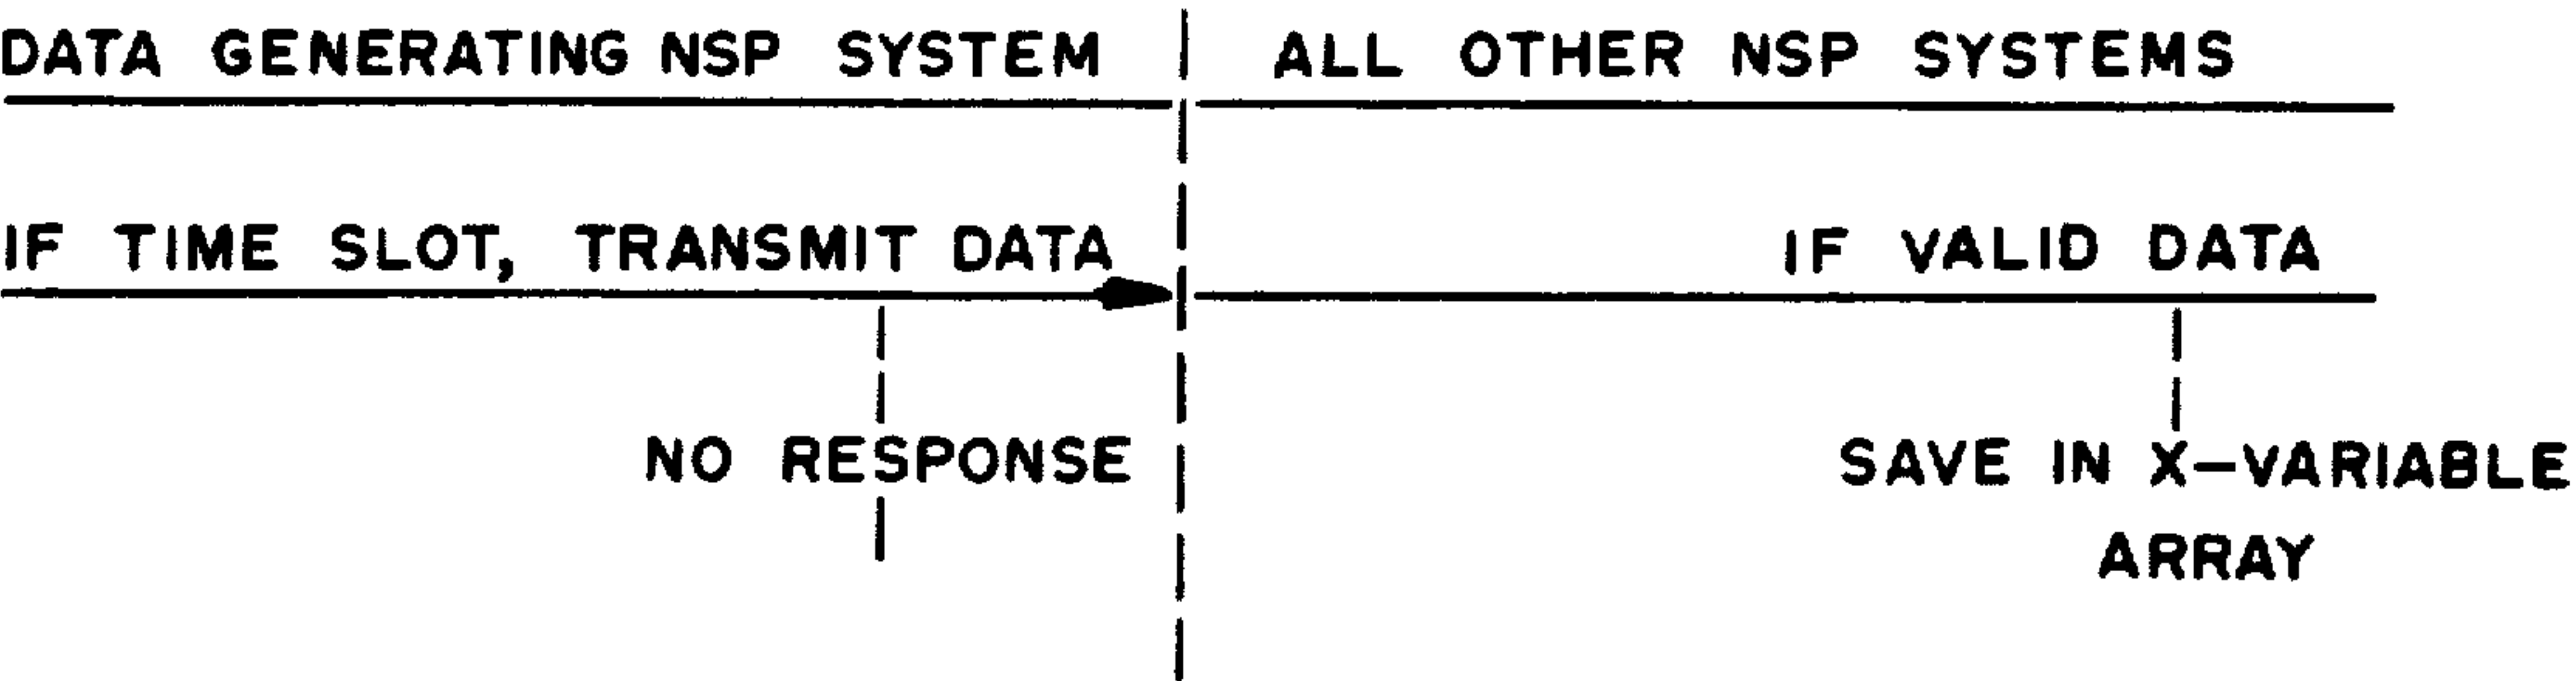 DATA GENERATING NSP SYSTEM
ALL OTHER NSP SYSTEMS
IF TIME SLOT, TRANSMIT DATA
IF VALID DATA
NO RESPONSE
SAVE IN X-VARIABLE
ARRAY